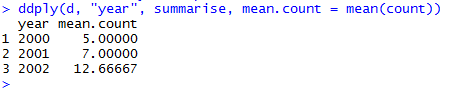 > ddply(d, "year", summarise, mean.count = mean(count))
  year mean.count
1 2000    5.00000
2 2001    7.00000
3 2002   12.66667
>